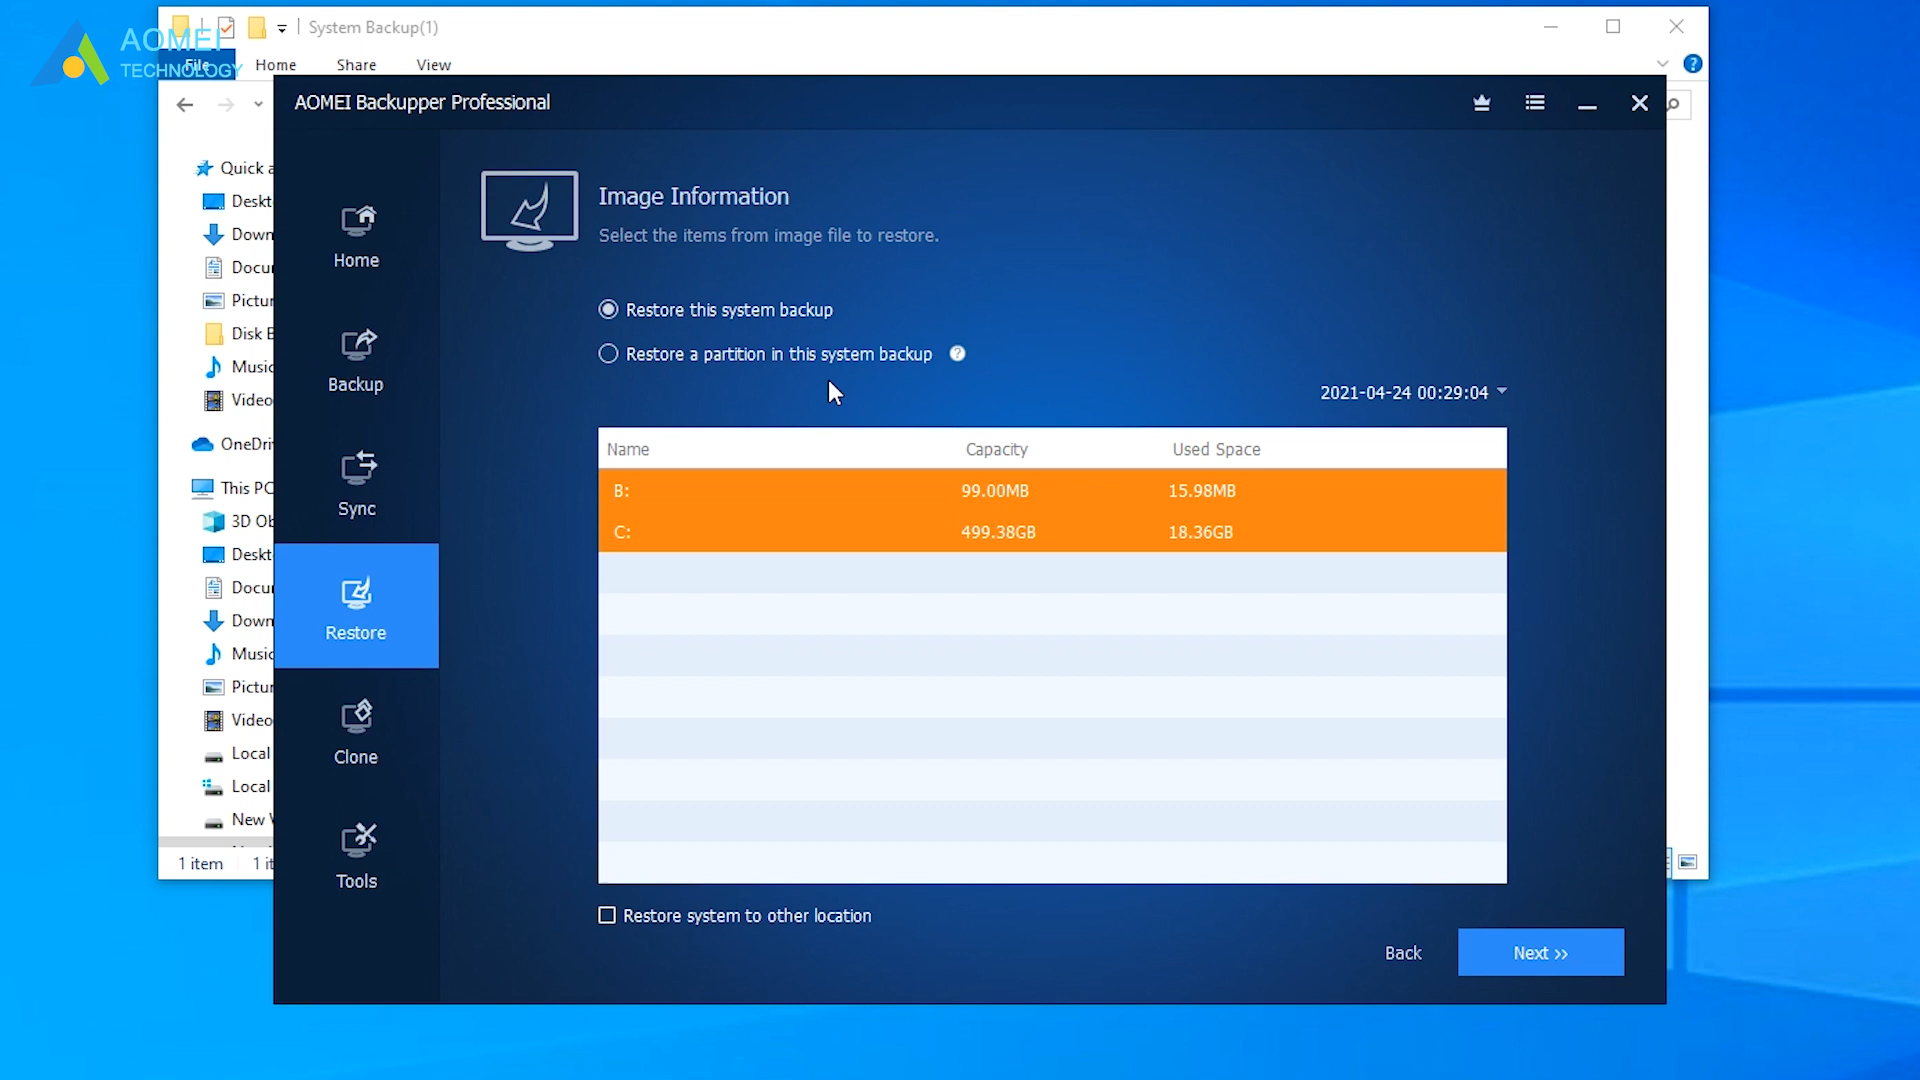 AOMEI
TECHNOLOGY
System Backup(1)
File
Home
Share
View
AOMEI Backupper Professional
Quick a
Deskt
Down
Docu
Pictur
Disk B
Music
Video
OneDri
This PC
3D Ob
Deskt
Docu
Down
Music
Pictur
Video
Local
Local
New V
1 item
1 it
Home
Backup
Sync
Restore
Clone
Tools
Image Information
Select the items from image file to restore.
Restore this system backup
Restore a partition in this system backup ?
2021-04-24 00:29:04
Name Capacity Used Space
B: 99.00MB 15.98MB
C: 499.38GB 18.36GB
Restore system to other location
Back
Next >>